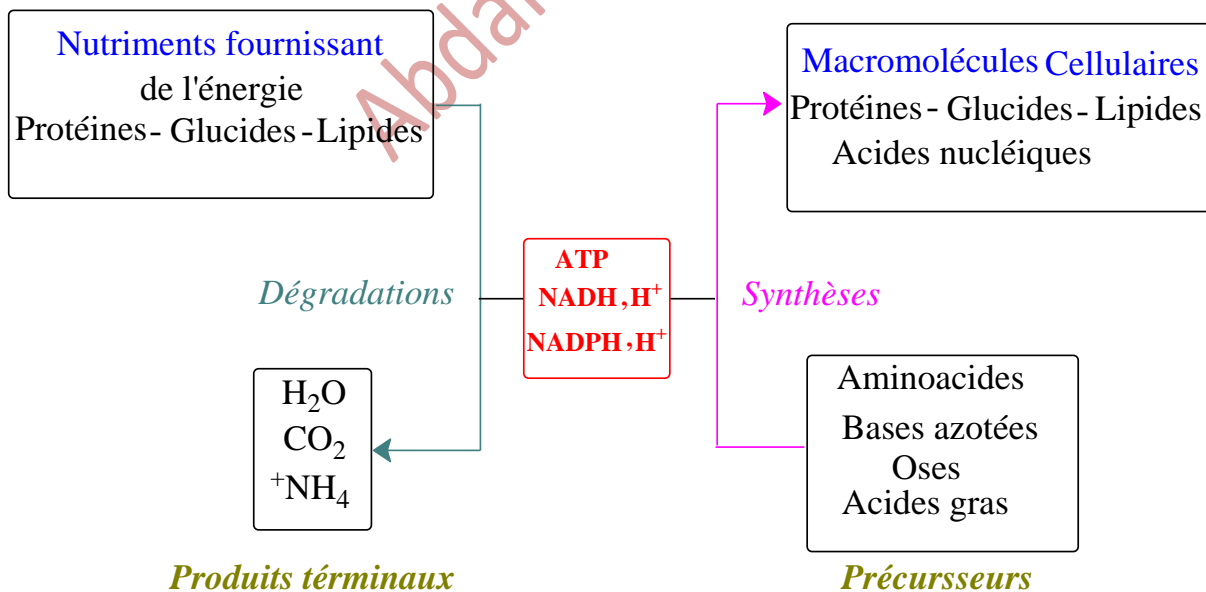 Nutriments fournissant
de l'énergie
Protéines - Glucides - Lipides
Macromolécules Cellulaires
Protéines - Glucides - Lipides
Acides nucléiques
Dégradations
ATP
NADH, H⁺
NADPH, H⁺
Synthèses
H₂O
CO₂
⁺NH₄
Aminoacides
Bases azotées
Oses
Acides gras
Produits términaux
Précursseurs